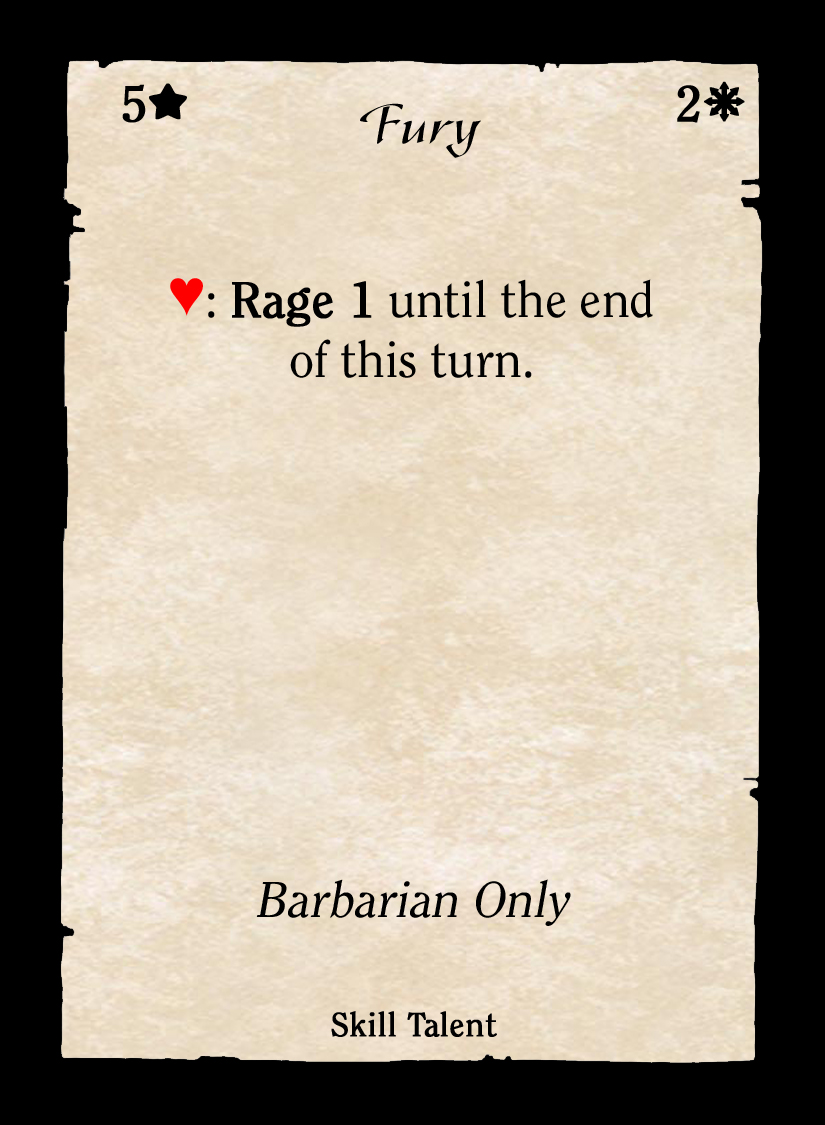 5★ Fury 2❇
♥: Rage 1 until the end
of this turn.
Barbarian Only
Skill Talent